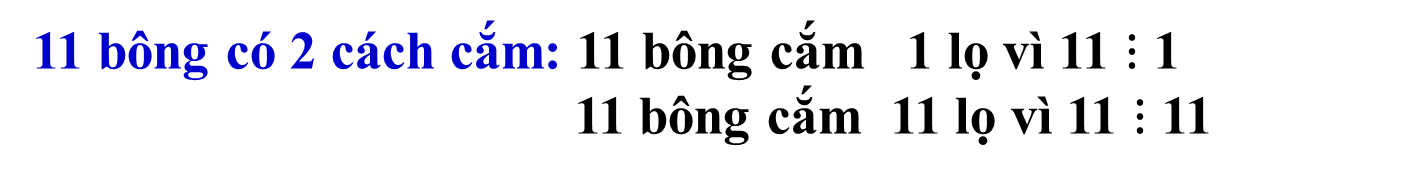 11 bông có 2 cách cắm: 11 bông cắm 1 lọ vì 11 ⋮ 1
11 bông cắm 11 lọ vì 11 ⋮ 11